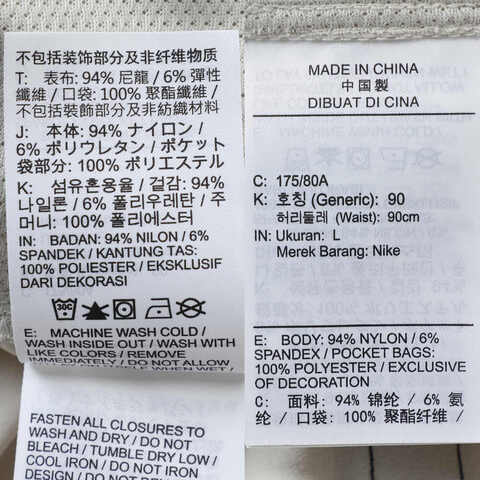 不包括装饰部分及非纤维物质
T: 表布: 94% 尼龍 / 6% 彈性
纖維 / 口袋: 100% 聚酯纖維 /
不包括裝飾部分及非紡織材料
J: 本体: 94% ナイロン /
6% ポリウレタン / ポケット
袋部分: 100% ポリエステル
K: 섬유혼용율 / 겉감: 94%
나일론 / 6% 폴리우레탄 / 주
머니: 100% 폴리에스터
IN: BADAN: 94% NILON / 6%
SPANDEK / KANTUNG TAS:
100% POLIESTER / EKSKLUSIF
DARI DEKORASI
30C
E: MACHINE WASH COLD /
WASH INSIDE OUT / WASH WITH
LIKE COLORS / REMOVE
IMMEDIATELY / DO NOT ALLOW
FASTEN ALL CLOSURES TO
WASH AND DRY / DO NOT
BLEACH / TUMBLE DRY LOW /
COOL IRON / DO NOT IRON
DESIGN / DO NOT REMOVE
MADE IN CHINA
中国製
DIBUAT DI CINA
C: 175/80A
K: 호칭 (Generic): 90
허리둘레 (Waist): 90cm
IN: Ukuran: L
Merek Barang: Nike
E: BODY: 94% NYLON / 6%
SPANDEX / POCKET BAGS:
100% POLYESTER / EXCLUSIVE
OF DECORATION
C: 面料: 94% 锦纶 / 6% 氨
纶 / 口袋: 100% 聚酯纤维 /